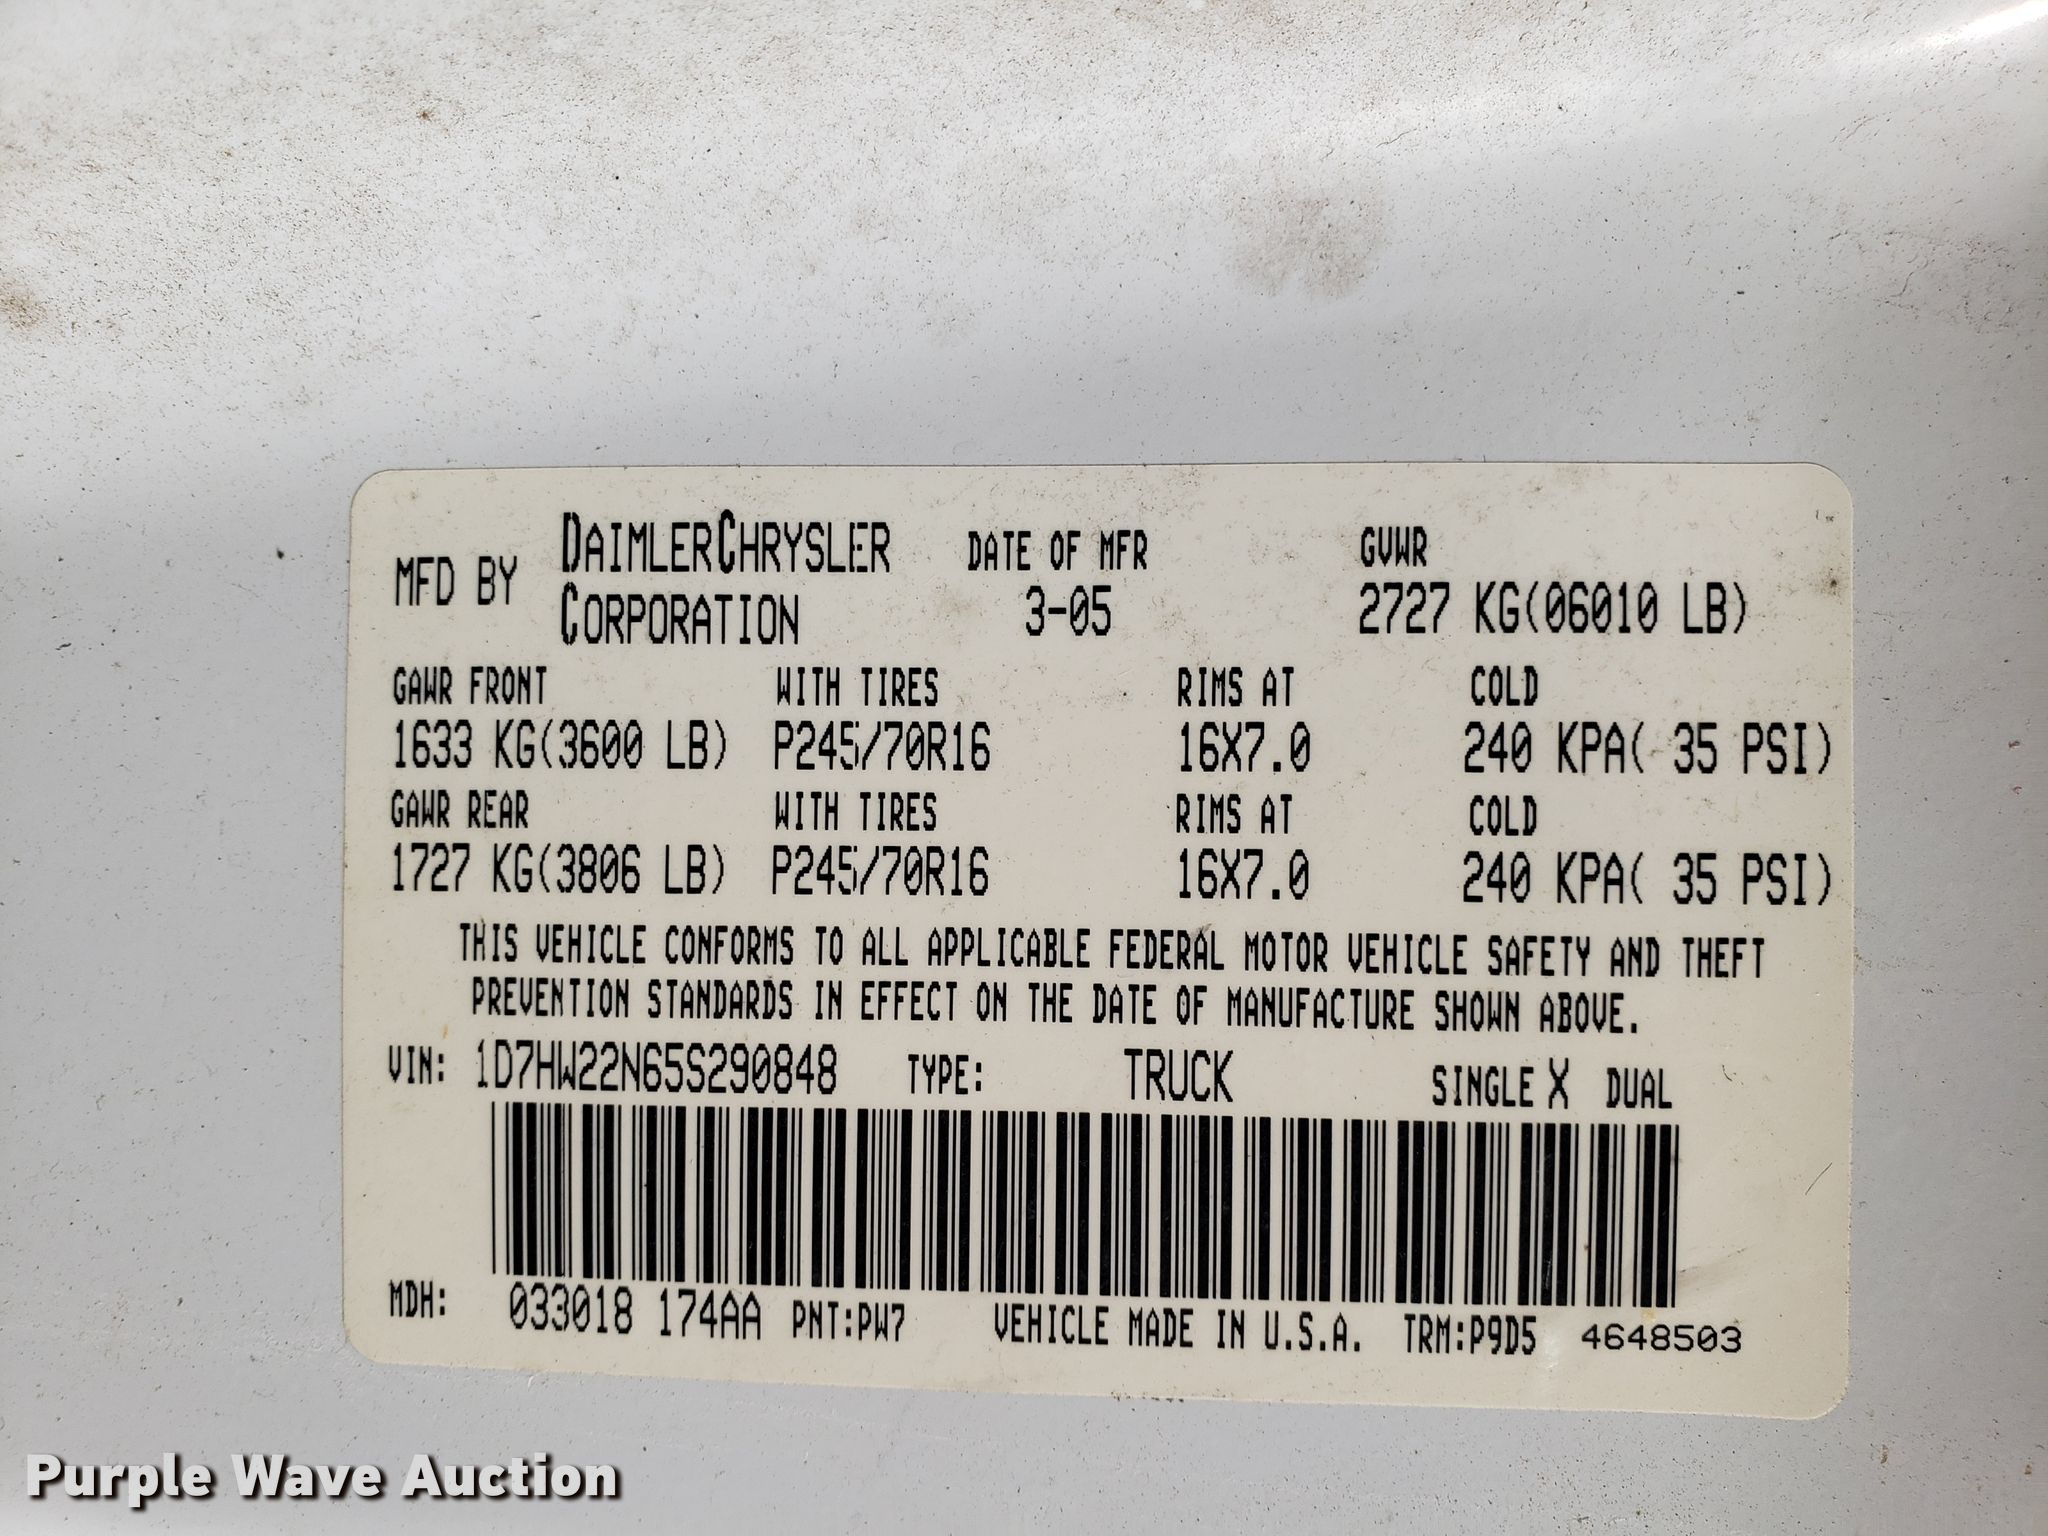 MFD BY DAIMLERCHRYSLER CORPORATION DATE OF MFR 3-05 GVWR 2727 KG(06010 LB)
GAWR FRONT WITH TIRES RIMS AT COLD
1633 KG(3600 LB) P245/70R16 16X7.0 240 KPA( 35 PSI)
GAWR REAR WITH TIRES RIMS AT COLD
1727 KG(3806 LB) P245/70R16 16X7.0 240 KPA( 35 PSI)
THIS VEHICLE CONFORMS TO ALL APPLICABLE FEDERAL MOTOR VEHICLE SAFETY AND THEFT
PREVENTION STANDARDS IN EFFECT ON THE DATE OF MANUFACTURE SHOWN ABOVE.
VIN: 1D7HW22N65S290848 TYPE: TRUCK SINGLE X DUAL
MDH: 033018 174AA PNT:PW7 VEHICLE MADE IN U.S.A. TRM:P9D5 4648503
Purple Wave Auction